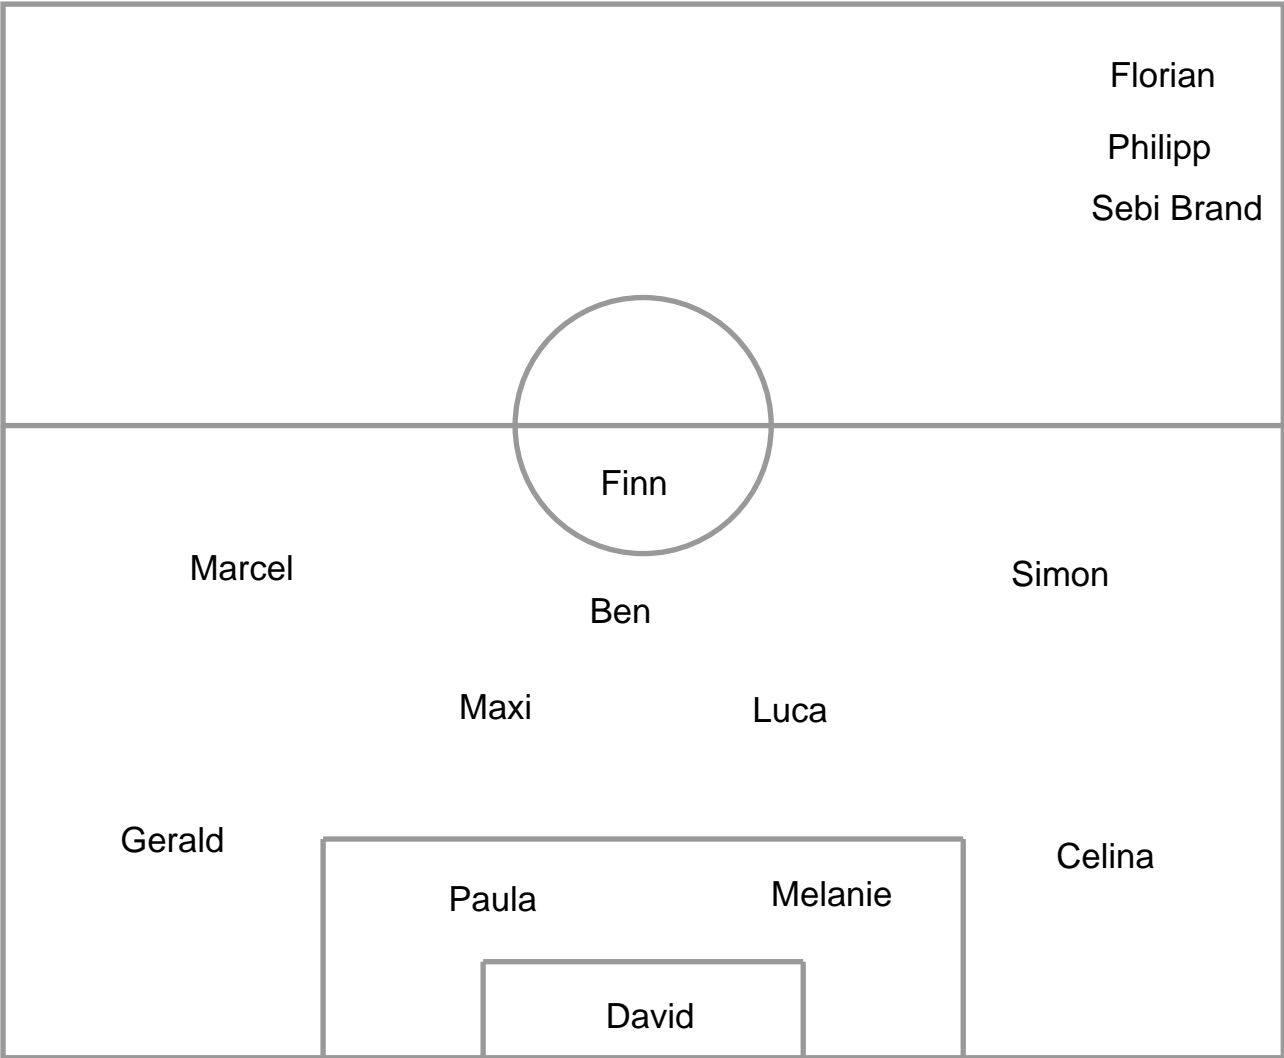 Florian
Philipp
Sebi Brand
Finn
Marcel
Simon
Ben
Maxi
Luca
Gerald
Celina
Paula
Melanie
David